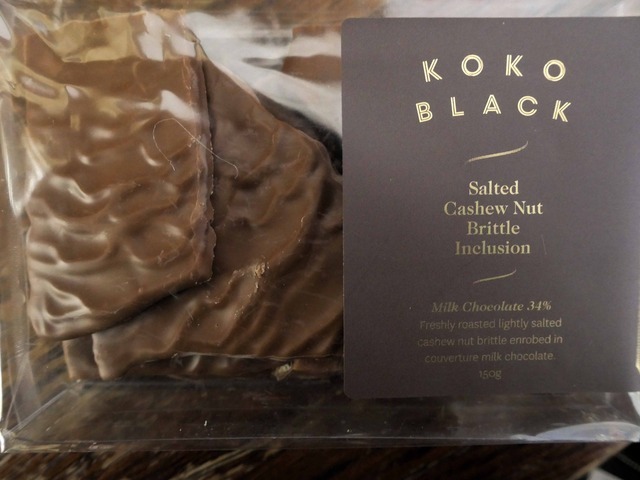 KOKO
BLACK
Salted
Cashew Nut
Brittle
Inclusion
Milk Chocolate 34%
Freshly roasted lightly salted
cashew nut brittle enrobed in
couverture milk chocolate.
150g